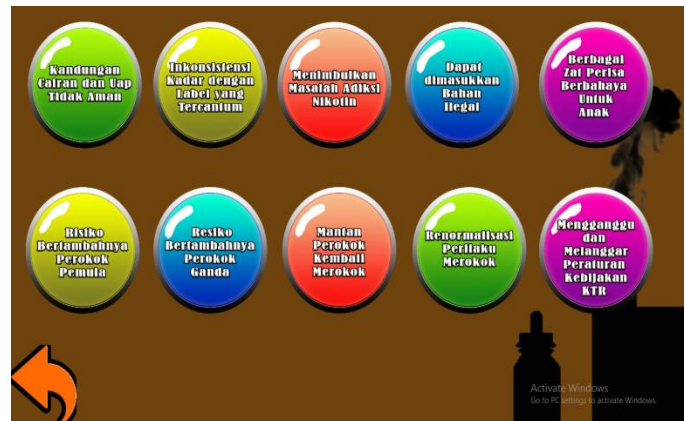 Kandungan
Cairan dan Uap
Tidak Aman
Inkonsistensi
Kadar dengan
Label yang
Tercantum
Menimbulkan
Masalah Adiksi
Nikotin
Dapat
dimasukkan
Bahan
Ilegal
Berbagai
Zat Perisa
Berbahaya
Untuk
Anak
Risiko
Bertambahnya
Perokok
Pemula
Resiko
Bertambahnya
Perokok
Ganda
Mantan
Perokok
Kembali
Merokok
Renormalisasi
Perilaku
Merokok
Mengganggu
dan
Melanggar
Peraturan
Kebijakan
KTR
Activate Windows
Go to PC settings to activate Windows.